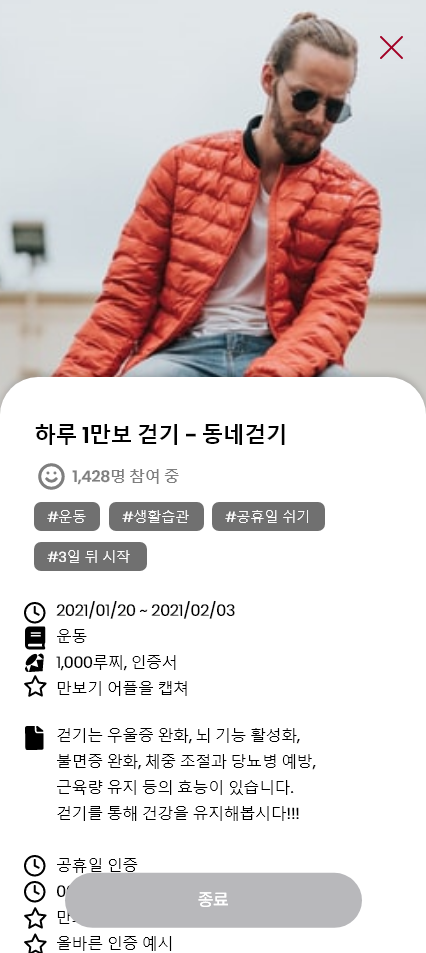 하루 1만보 걷기 - 동네걷기
1,428명 참여 중
#운동 #생활습관 #공휴일 쉬기
#3일 뒤 시작
2021/01/20 ~ 2021/02/03
운동
1,000루찌, 인증서
만보기 어플을 캡쳐
걷기는 우울증 완화, 뇌 기능 활성화,
불면증 완화, 체중 조절과 당뇨병 예방,
근육량 유지 등의 효능이 있습니다.
걷기를 통해 건강을 유지해봅시다!!!
공휴일 인증
종료
올바른 인증 예시